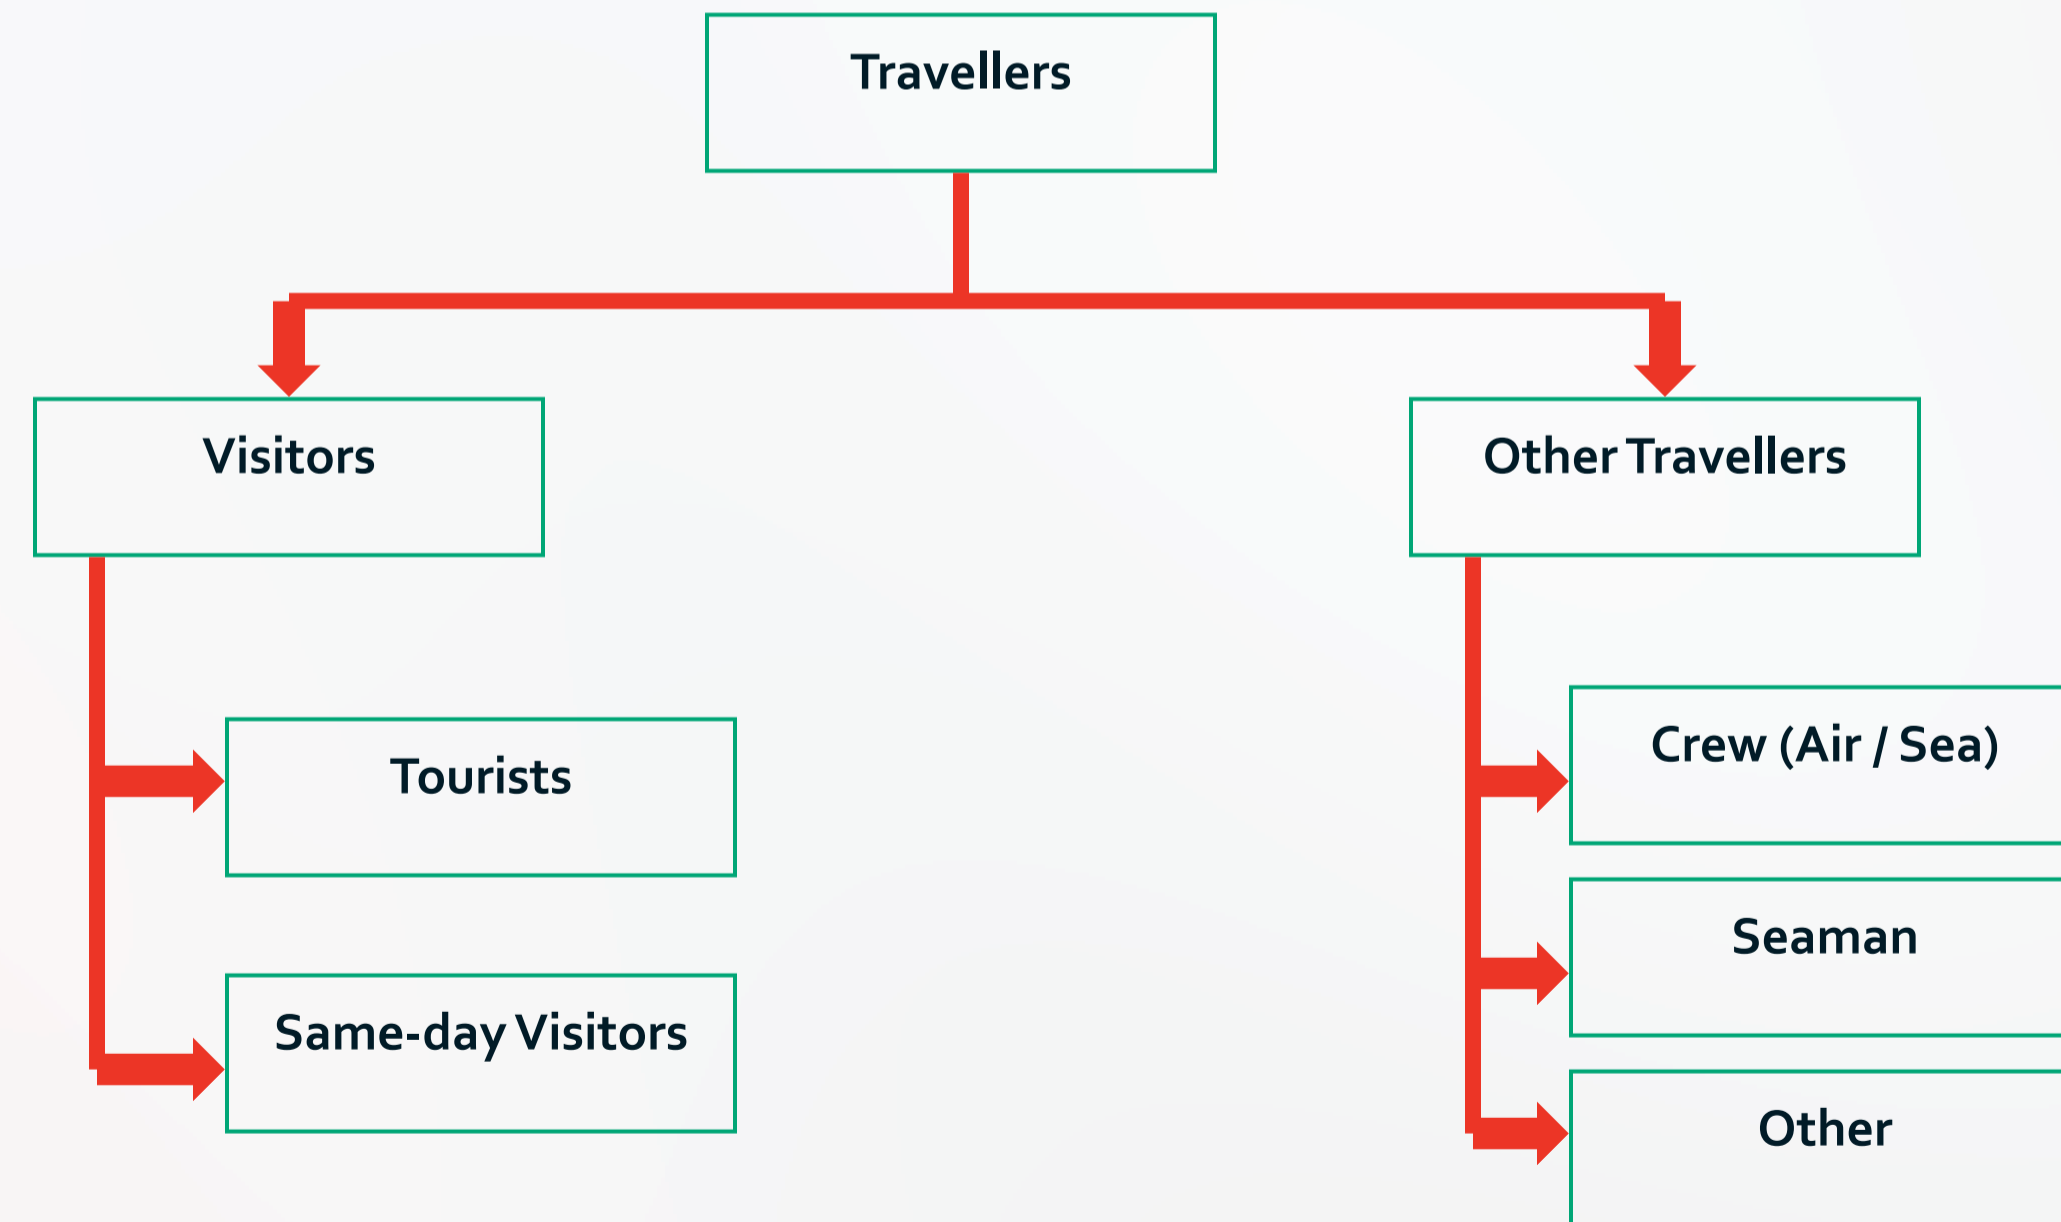 Travellers
Visitors
Other Travellers
Tourists
Same-day Visitors
Crew (Air / Sea)
Seaman
Other